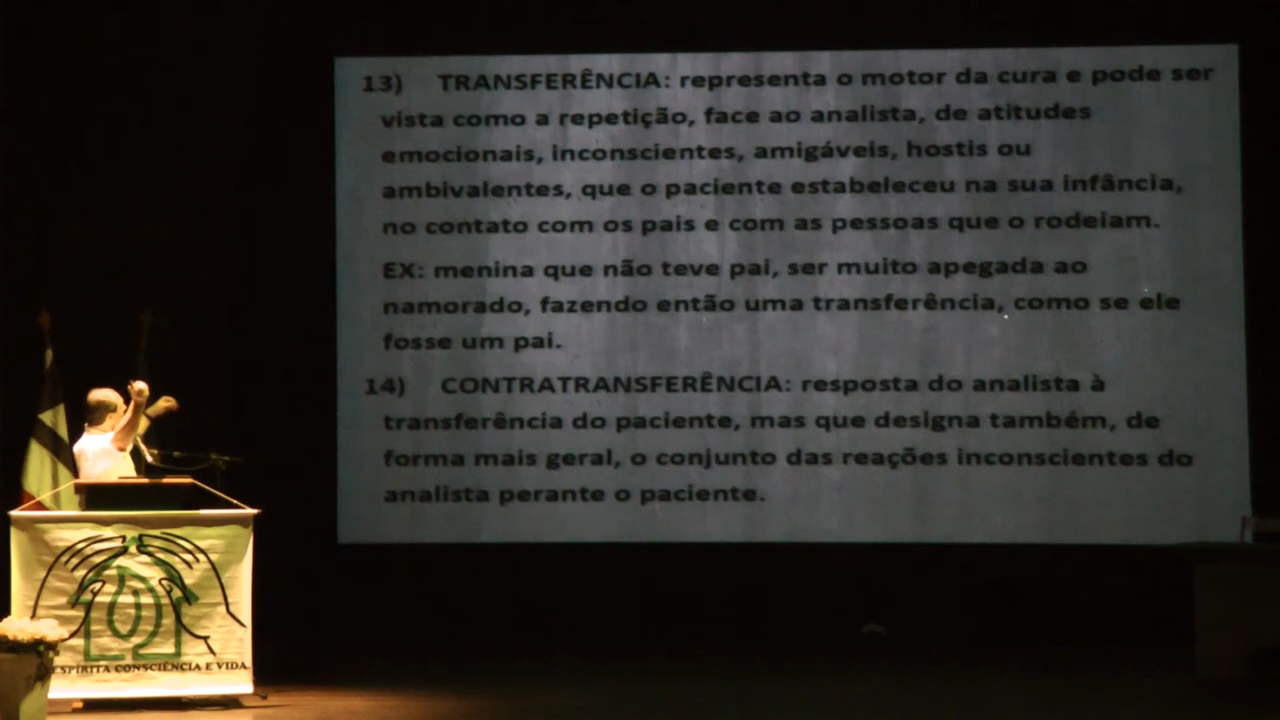 13) TRANSFERÊNCIA: representa o motor da cura e pode ser
vista como a repetição, face ao analista, de atitudes
emocionais, inconscientes, amigáveis, hostis ou
ambivalentes, que o paciente estabeleceu na sua infância,
no contato com os pais e com as pessoas que o rodeiam.
EX: menina que não teve pai, ser muito apegada ao
namorado, fazendo então uma transferência, como se ele
fosse um pai.
14) CONTRATRANSFERÊNCIA: resposta do analista à
transferência do paciente, mas que designa também, de
forma mais geral, o conjunto das reações inconscientes do
analista perante o paciente.
ESPÍRITA CONSCIÊNCIA E VIDA